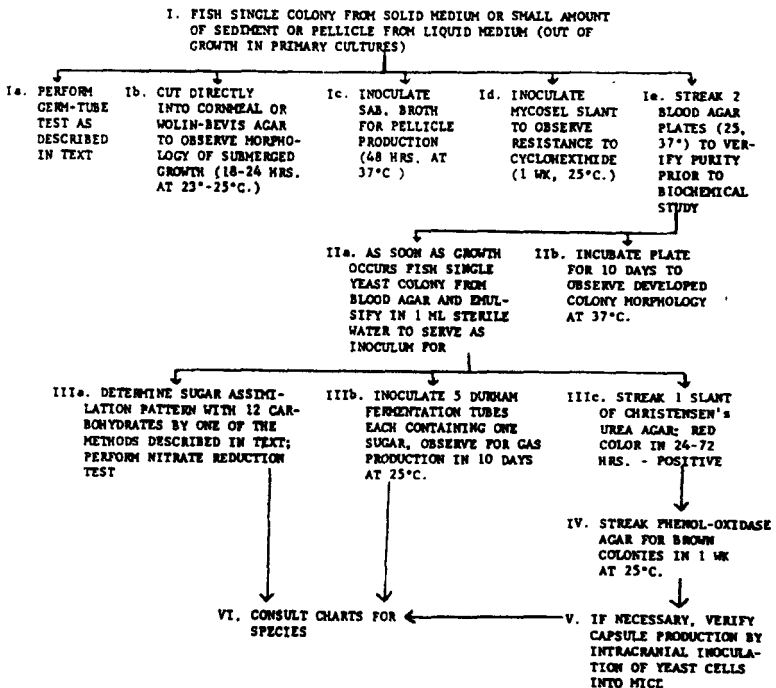 I. FISH SINGLE COLONY FROM SOLID MEDIUM OR SMALL AMOUNT
OF SEDIMENT OR PELLICLE FROM LIQUID MEDIUM (OUT OF
GROWTH IN PRIMARY CULTURES)
Ia. PERFORM
GERM-TUBE
TEST AS
DESCRIBED
IN TEXT
Ib. CUT DIRECTLY
INTO CORNMEAL OR
WOLIN-BEVIS AGAR
TO OBSERVE MORPHO-
LOGY OF SUBMERGED
GROWTH (18-24 HRS.
AT 23°-25°C.)
Ic. INOCULATE
SAB. BROTH
FOR PELLICLE
PRODUCTION
(48 HRS. AT
37°C )
Id. INOCULATE
MYCOSEL SLANT
TO OBSERVE
RESISTANCE TO
CYCLOHEXIMIDE
(1 WK, 25°C.)
Ie. STREAK 2
BLOOD AGAR
PLATES (25,
37°) TO VER-
IFY PURITY
PRIOR TO
BIOCHEMICAL
STUDY
IIa. AS SOON AS GROWTH
OCCURS FISH SINGLE
YEAST COLONY FROM
BLOOD AGAR AND EMUL-
SIFY IN 1 ML STERILE
WATER TO SERVE AS
INOCULUM FOR
IIb. INCUBATE PLATE
FOR 10 DAYS TO
OBSERVE DEVELOPED
COLONY MORPHOLOGY
AT 37°C.
IIIa. DETERMINE SUGAR ASSIMI-
LATION PATTERN WITH 12 CAR-
BOHYDRATES BY ONE OF THE
METHODS DESCRIBED IN TEXT;
PERFORM NITRATE REDUCTION
TEST
IIIb. INOCULATE 5 DURHAM
FERMENTATION TUBES
EACH CONTAINING ONE
SUGAR, OBSERVE FOR GAS
PRODUCTION IN 10 DAYS
AT 25°C.
IIIc. STREAK 1 SLANT
OF CHRISTENSEN's
UREA AGAR; RED
COLOR IN 24-72
HRS. - POSITIVE
IV. STREAK PHENOL-OXIDASE
AGAR FOR BROWN
COLONIES IN 1 WK
AT 25°C.
VI. CONSULT CHARTS FOR
SPECIES
V. IF NECESSARY, VERIFY
CAPSULE PRODUCTION BY
INTRACRANIAL INOCULA-
TION OF YEAST CELLS
INTO MICE